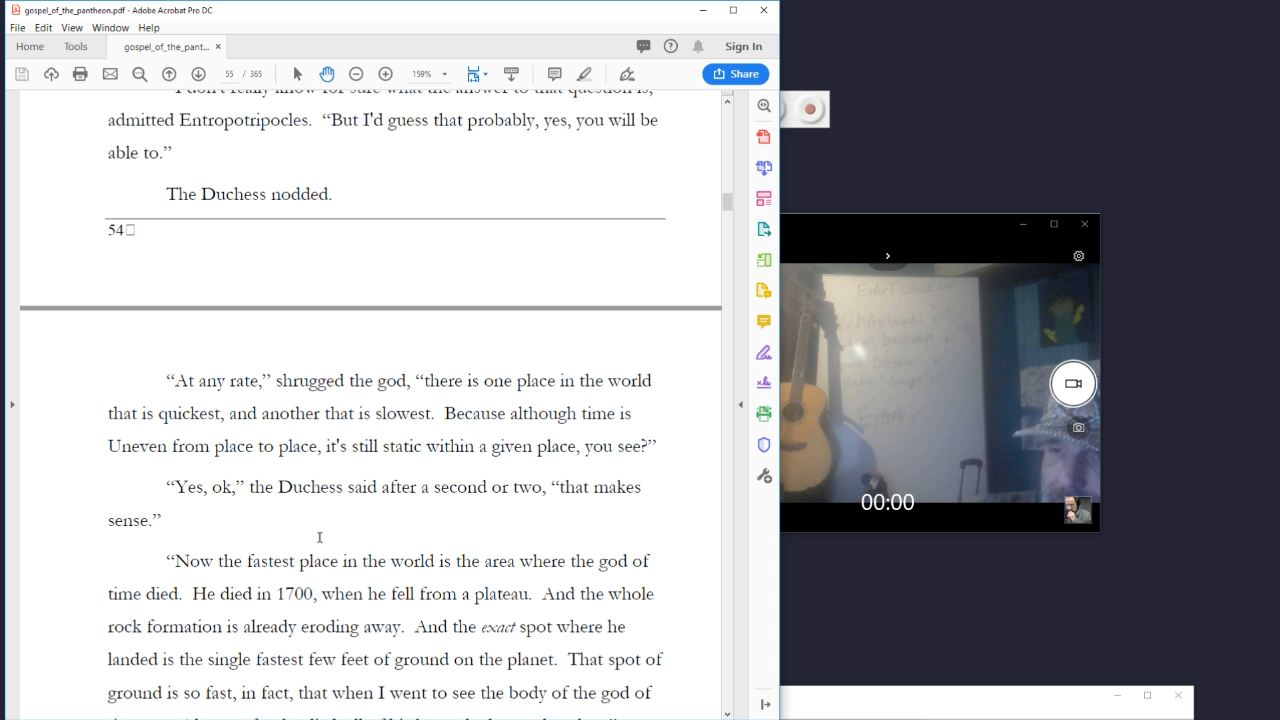 gospel_of_the_pantheon.pdf - Adobe Acrobat Pro DC
File Edit View Window Help
Home Tools gospel_of_the_pant... × Sign In
55 / 365 159% Share
admitted Entropotripocles. “But I'd guess that probably, yes, you will be
able to.”
The Duchess nodded.
54
“At any rate,” shrugged the god, “there is one place in the world
that is quickest, and another that is slowest. Because although time is
Uneven from place to place, it's still static within a given place, you see?”
“Yes, ok,” the Duchess said after a second or two, “that makes
sense.”
“Now the fastest place in the world is the area where the god of
time died. He died in 1700, when he fell from a plateau. And the whole
rock formation is already eroding away. And the exact spot where he
landed is the single fastest few feet of ground on the planet. That spot of
ground is so fast, in fact, that when I went to see the body of the god of
00:00